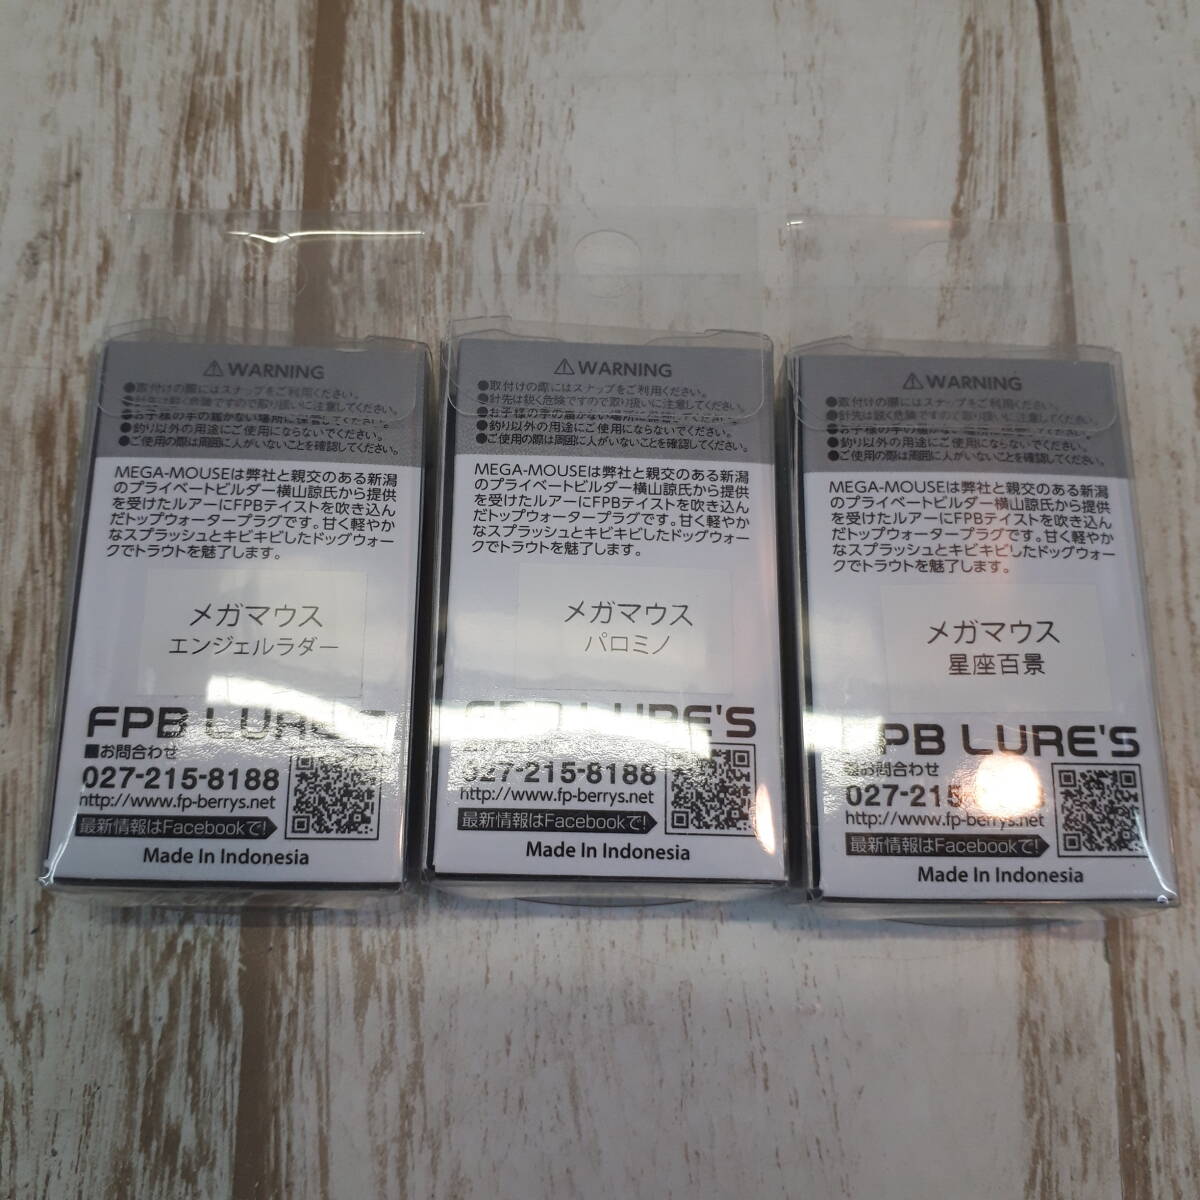 ⚠WARNING
●取付けの際にはスナップをご利用ください。
●針先は鋭く危険ですので取り扱いに注意してください。
●お子様の手の届かない場所に保管してください。
●釣り以外の用途にご使用にならないでください。
●ご使用の際は周囲に人がいないことを確認してください。
MEGA-MOUSEは弊社と親交のある新潟
のプライベートビルダー横山諒氏から提供
を受けたルアーにFPBテイストを吹き込ん
だトップウォータープラグです。甘く軽やか
なスプラッシュとキビキビしたドッグウォー
クでトラウトを魅了します。
メガマウス
エンジェルラダー
FPB LURE'S
■お問合わせ
027-215-8188
http://www.fp-berrys.net
最新情報はFacebookで!
Made In Indonesia
⚠WARNING
●取付けの際にはスナップをご利用ください。
●針先は鋭く危険ですので取り扱いに注意してください。
●お子様の手の届かない場所に保管してください。
●釣り以外の用途にご使用にならないでください。
●ご使用の際は周囲に人がいないことを確認してください。
MEGA-MOUSEは弊社と親交のある新潟
のプライベートビルダー横山諒氏から提供
を受けたルアーにFPBテイストを吹き込ん
だトップウォータープラグです。甘く軽やか
なスプラッシュとキビキビしたドッグウォー
クでトラウトを魅了します。
メガマウス
パロミノ
FPB LURE'S
■お問合わせ
027-215-8188
http://www.fp-berrys.net
最新情報はFacebookで!
Made In Indonesia
⚠WARNING
●取付けの際にはスナップをご利用ください。
●針先は鋭く危険ですので取り扱いに注意してください。
●釣り以外の用途にご使用にならないでください。
●ご使用の際は周囲に人がいないことを確認してください。
MEGA-MOUSEは弊社と親交のある新潟
のプライベートビルダー横山諒氏から提供
を受けたルアーにFPBテイストを吹き込ん
だトップウォータープラグです。甘く軽やか
なスプラッシュとキビキビしたドッグウォー
クでトラウトを魅了します。
メガマウス
星座百景
FPB LURE'S
■お問合わせ
027-215
http://www.fp-berrys.net
最新情報はFacebookで!
Made In Indonesia